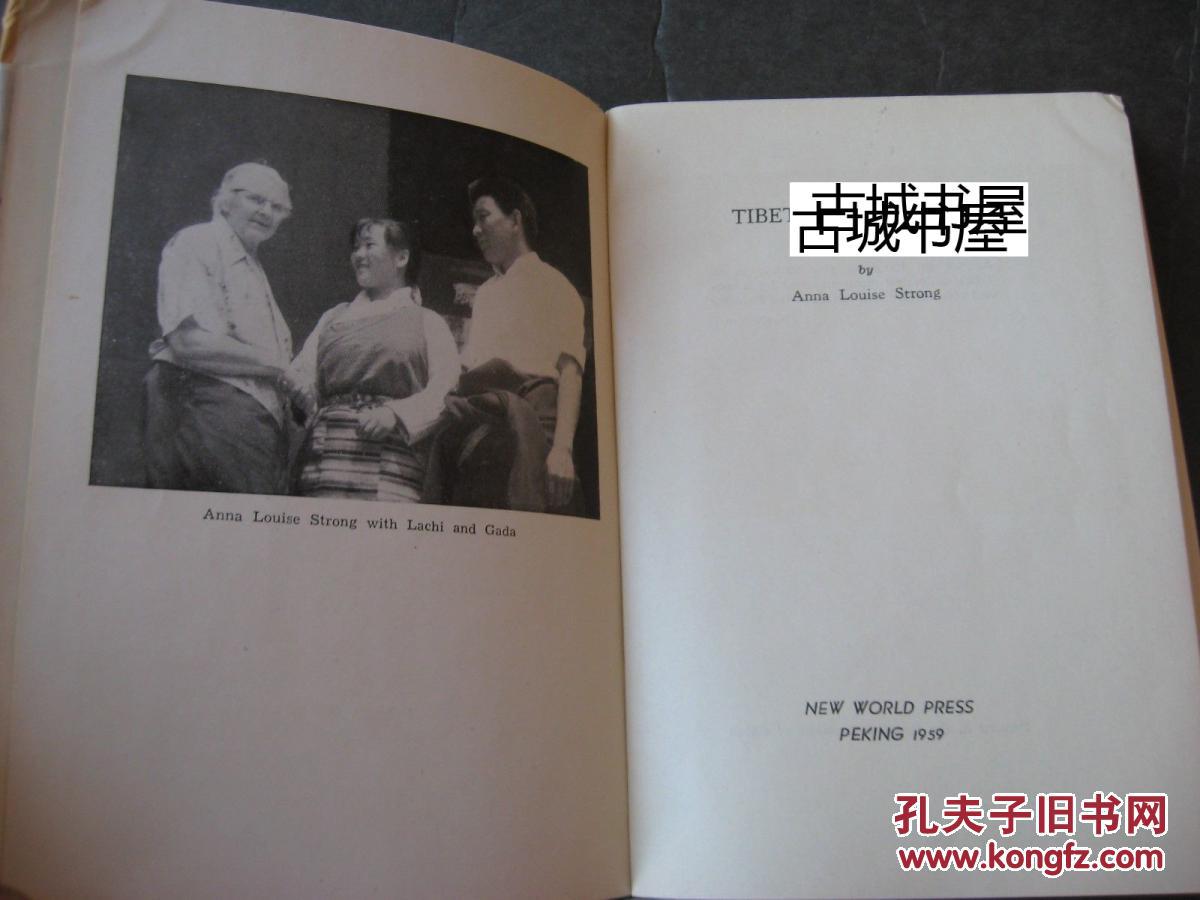 Anna Louise Strong with Lachi and Gada
TIBET
古城书屋
古城书屋
by
Anna Louise Strong
NEW WORLD PRESS
PEKING 1959
孔夫子旧书网
www.kongfz.com